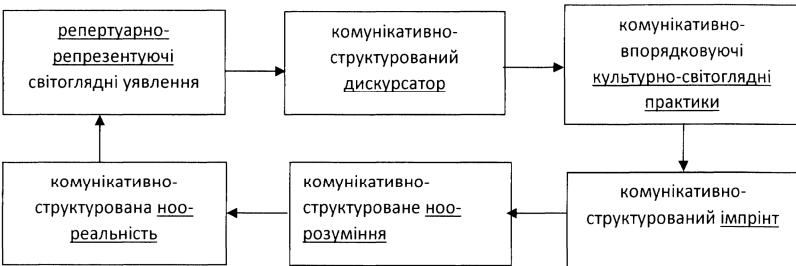 репертуарно-
репрезентуючі
світоглядні уявлення
комунікативно-
структурований
дискурсатор
комунікативно-
впорядковуючі
культурно-світоглядні
практики
комунікативно-
структурований імпрінт
комунікативно-
структуроване ноо-
розуміння
комунікативно-
структурована ноо-
реальність